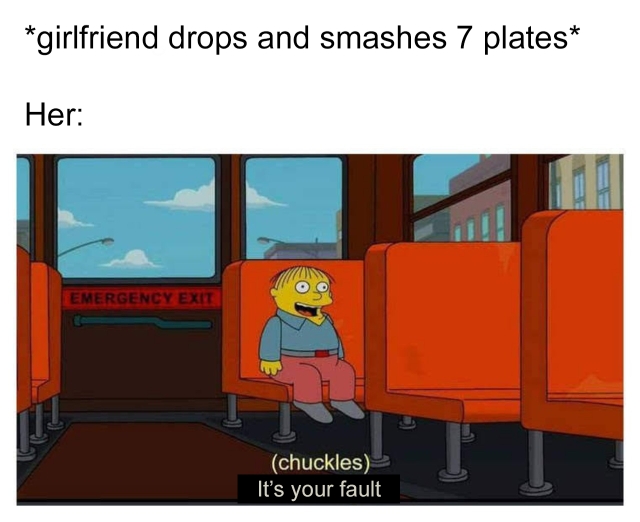 *girlfriend drops and smashes 7 plates*
Her:
EMERGENCY EXIT
(chuckles)
It's your fault